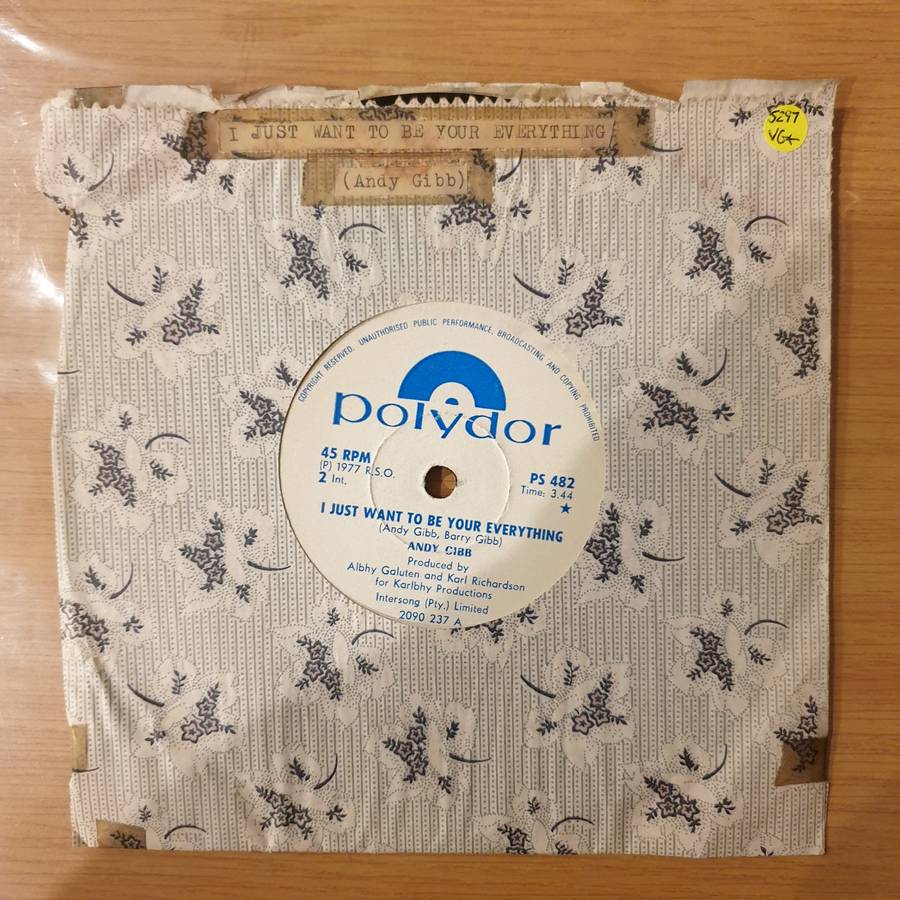 I JUST WANT TO BE YOUR EVERYTHING
(Andy Gibb)
5297
VG+
COPYRIGHT RESERVED, UNAUTHORISED PUBLIC PERFORMANCE, BROADCASTING AND COPYING PROHIBITED
polydor
45 RPM
(P) 1977 R.S.O.
2 Int.
PS 482
Time: 3.44
★
I JUST WANT TO BE YOUR EVERYTHING
(Andy Gibb, Barry Gibb)
ANDY GIBB
Produced by
Albhy Galuten and Karl Richardson
for Karlbhy Productions
Intersong (Pty.) Limited
2090 237 A